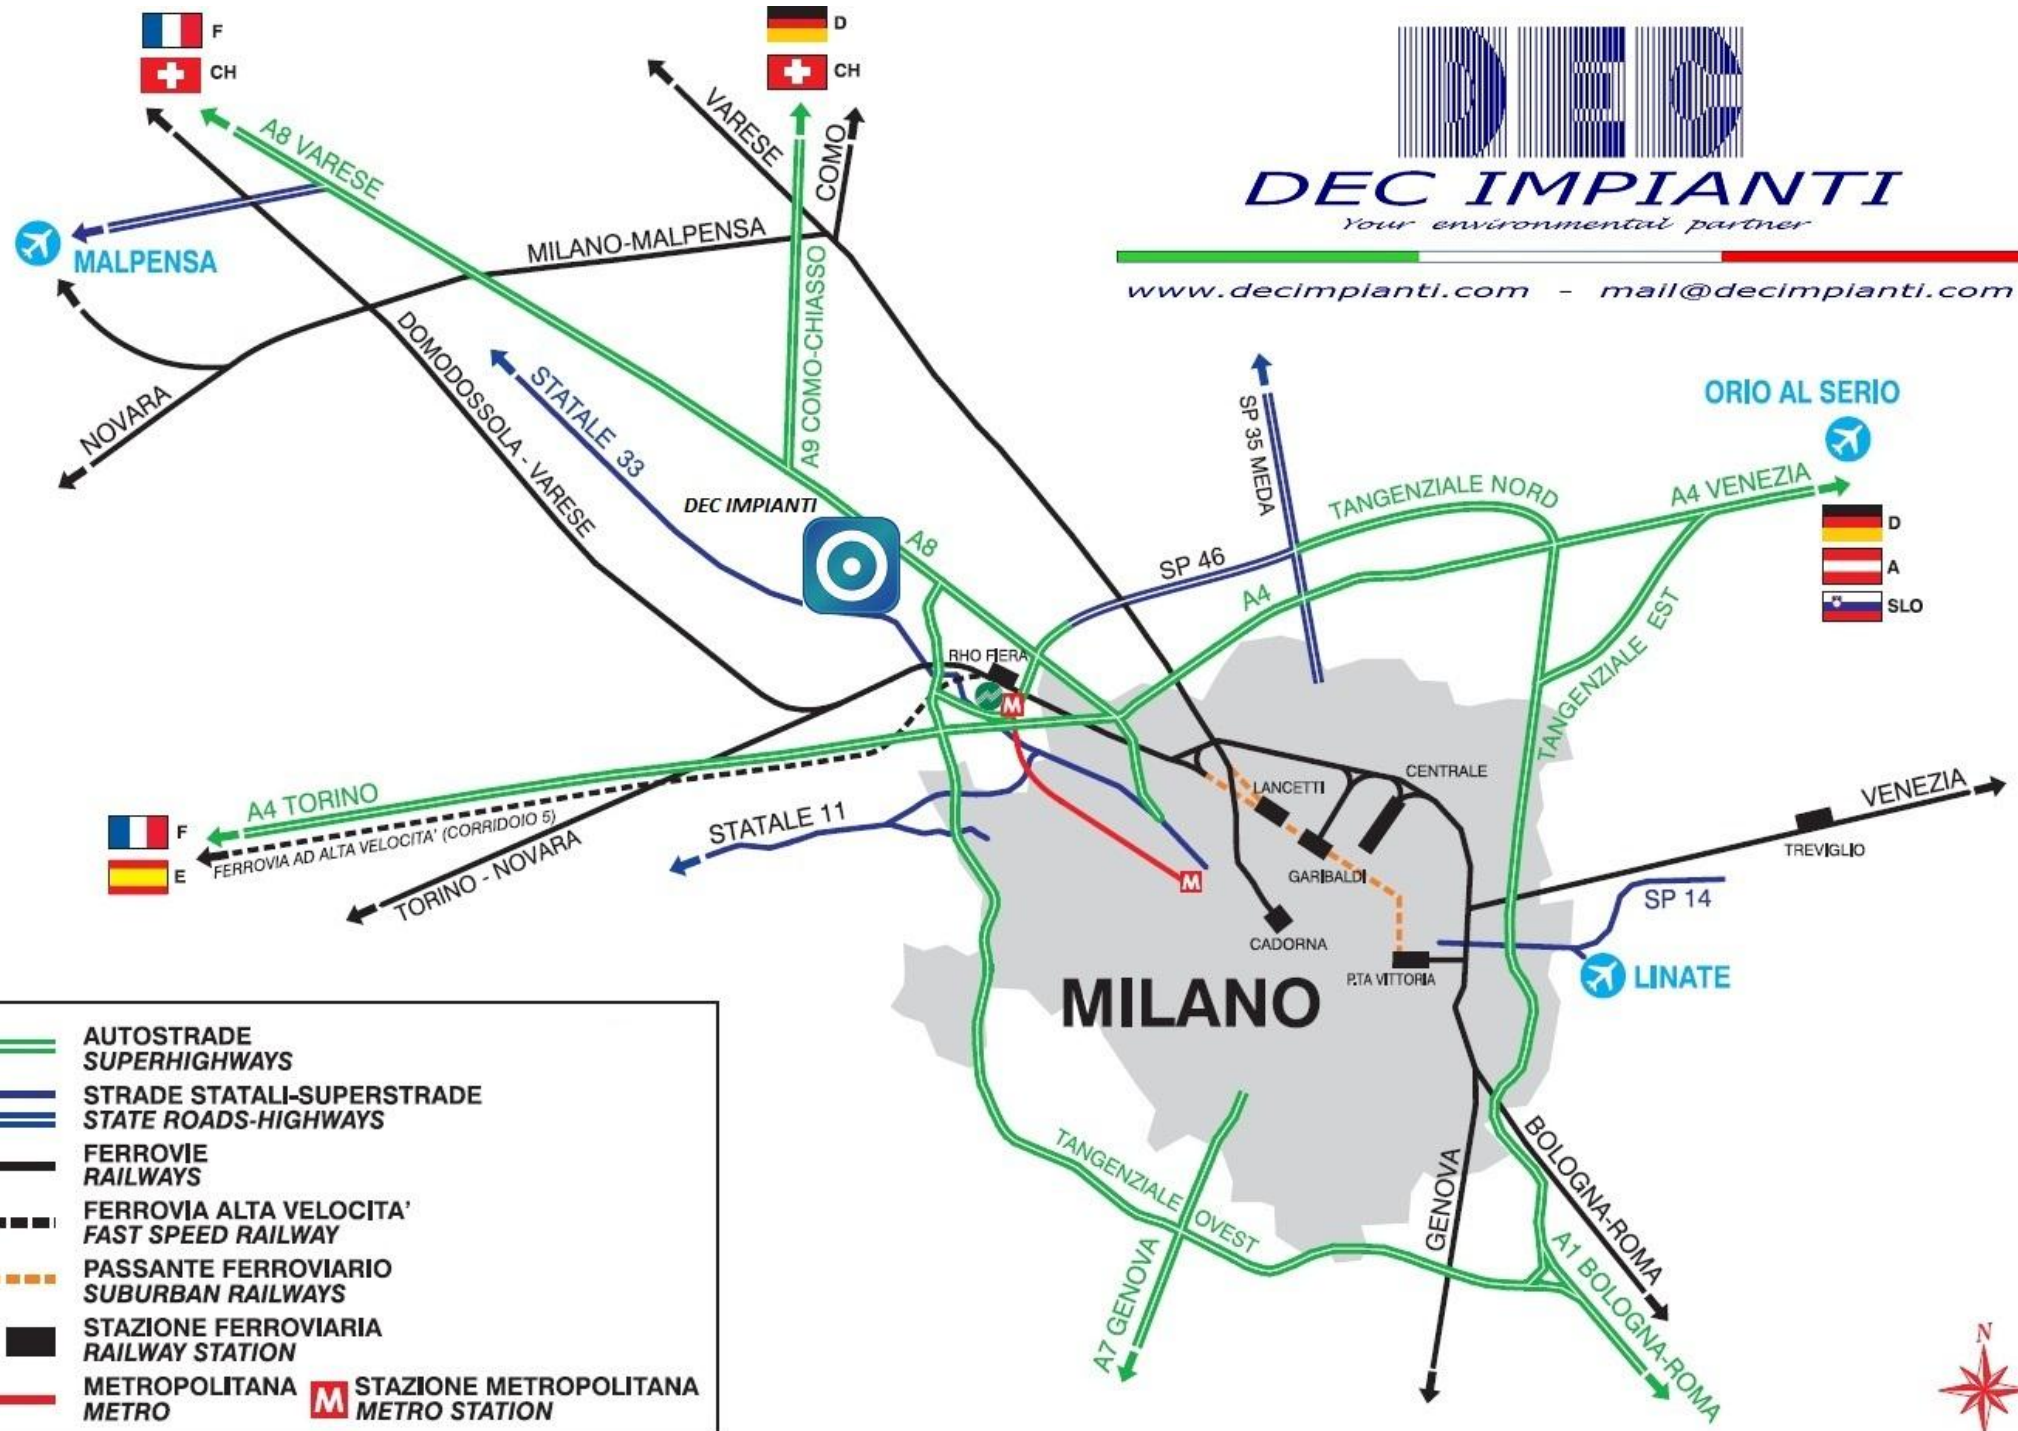 F
CH
D
CH
DEC
DEC IMPIANTI
Your environmental partner
www.decimpianti.com - mail@decimpianti.com
A8 VARESE
VARESE
COMO
MALPENSA
MILANO-MALPENSA
A9 COMO-CHIASSO
NOVARA
DOMODOSSOLA - VARESE
STATALE 33
SP 35 MEDA
ORIO AL SERIO
DEC IMPIANTI
A8
TANGENZIALE NORD
A4 VENEZIA
D
A
SLO
SP 46
A4
RHO FIERA
M
TANGENZIALE EST
A4 TORINO
F
E
FERROVIA AD ALTA VELOCITA' (CORRIDOIO 5)
TORINO - NOVARA
STATALE 11
M
LANCETTI
CENTRALE
GARIBALDI
CADORNA
P.TA VITTORIA
VENEZIA
TREVIGLIO
SP 14
LINATE
MILANO
TANGENZIALE OVEST
A7 GENOVA
GENOVA
BOLOGNA-ROMA
A1 BOLOGNA-ROMA
N
AUTOSTRADE
SUPERHIGHWAYS
STRADE STATALI-SUPERSTRADE
STATE ROADS-HIGHWAYS
FERROVIE
RAILWAYS
FERROVIA ALTA VELOCITA'
FAST SPEED RAILWAY
PASSANTE FERROVIARIO
SUBURBAN RAILWAYS
STAZIONE FERROVIARIA
RAILWAY STATION
METROPOLITANA
METRO
M STAZIONE METROPOLITANA
METRO STATION